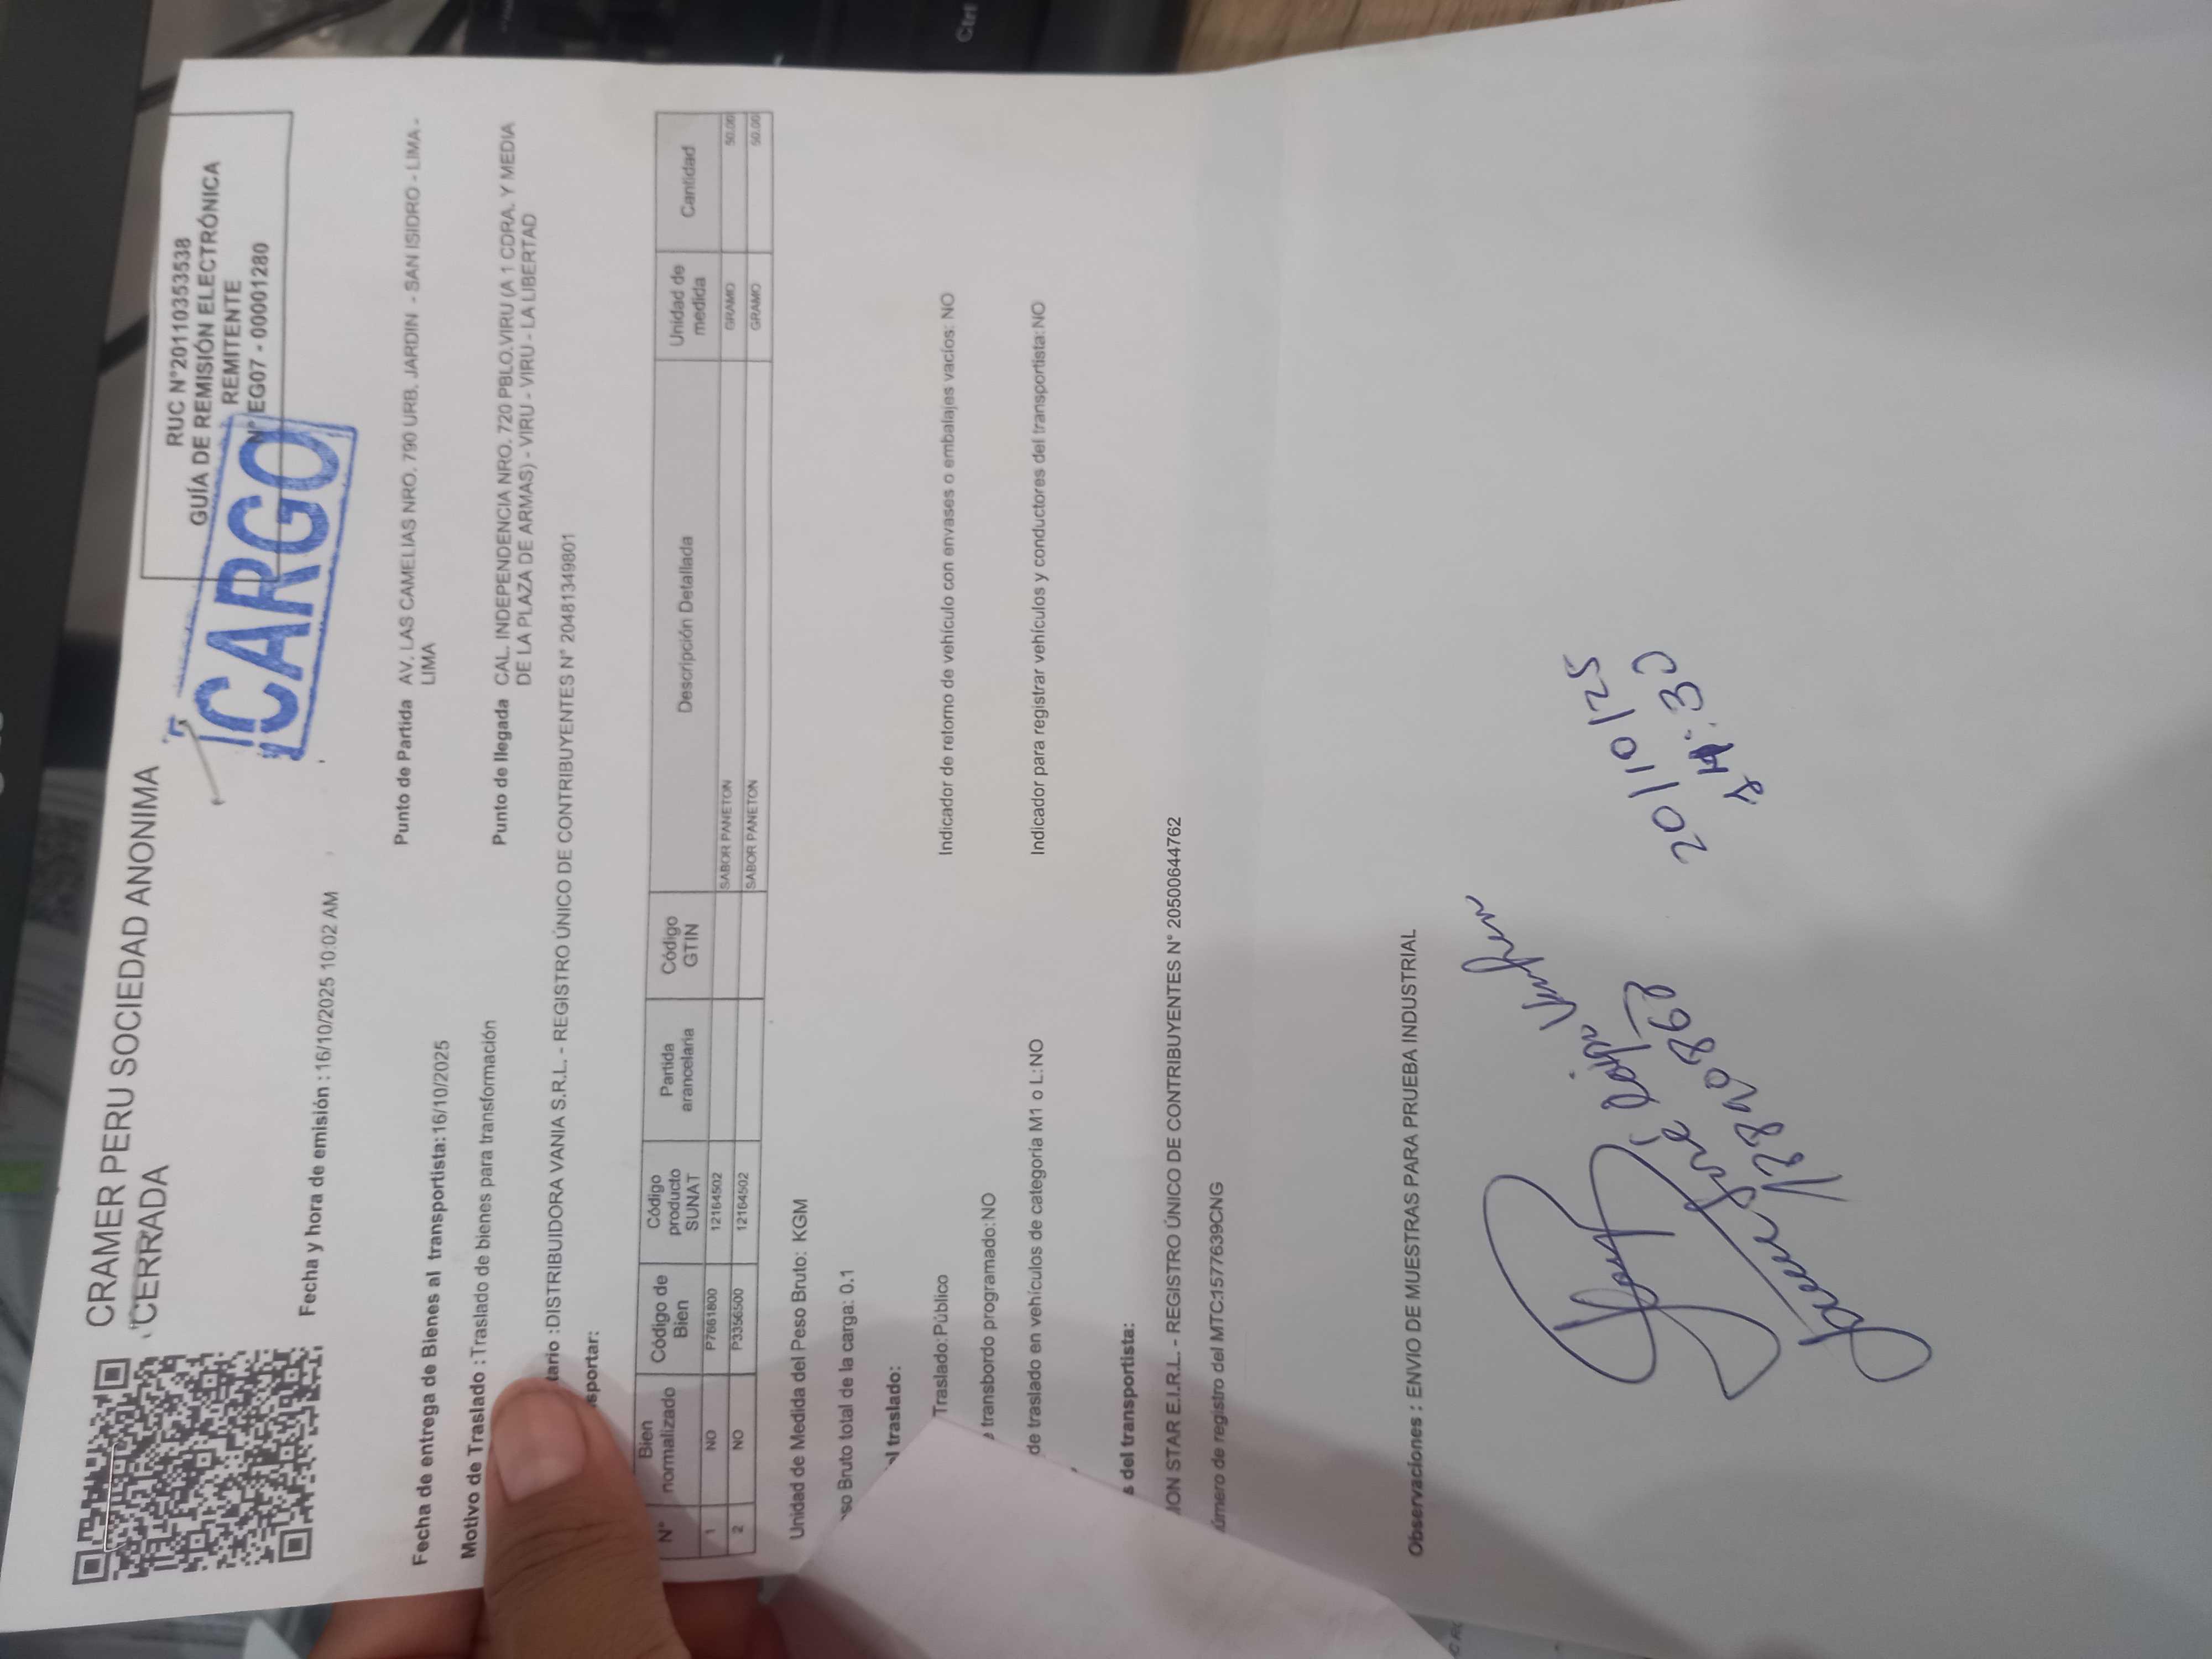 CRAMER PERU SOCIEDAD ANONIMA
CERRADA
RUC N°20110353538
GUÍA DE REMISIÓN ELECTRÓNICA
REMITENTE
N° EG07 - 00001280
CARGO
Fecha y hora de emisión : 16/10/2025 10:02 AM
Fecha de entrega de Bienes al transportista:16/10/2025
Punto de Partida AV. LAS CAMELIAS NRO. 790 URB. JARDIN - SAN ISIDRO - LIMA -
LIMA
Motivo de Traslado : Traslado de bienes para transformación
Punto de llegada CAL. INDEPENDENCIA NRO. 720 PBLO.VIRU (A 1 CDRA. Y MEDIA
DE LA PLAZA DE ARMAS) - VIRU - VIRU - LA LIBERTAD
tario :DISTRIBUIDORA VANIA S.R.L. - REGISTRO ÚNICO DE CONTRIBUYENTES N° 20481349801
sportar:
N° Bien normalizado Código de Bien Código producto SUNAT Partida arancelaria Código GTIN Descripción Detallada Unidad de medida Cantidad
1 NO P7661800 12164502 SABOR PANETON GRAMO 50.00
2 NO P3356500 12164502 SABOR PANETON GRAMO 50.00
Unidad de Medida del Peso Bruto: KGM
so Bruto total de la carga: 0.1
l traslado:
Traslado:Público
Indicador de retorno de vehículo con envases o embalajes vacíos: NO
transbordo programado:NO
de traslado en vehículos de categoría M1 o L:NO
Indicador para registrar vehículos y conductores del transportista:NO
s del transportista:
ION STAR E.I.R.L. - REGISTRO ÚNICO DE CONTRIBUYENTES N° 20500644762
úmero de registro del MTC:1577639CNG
Observaciones : ENVIO DE MUESTRAS PARA PRUEBA INDUSTRIAL
20/10/25
Ctrl